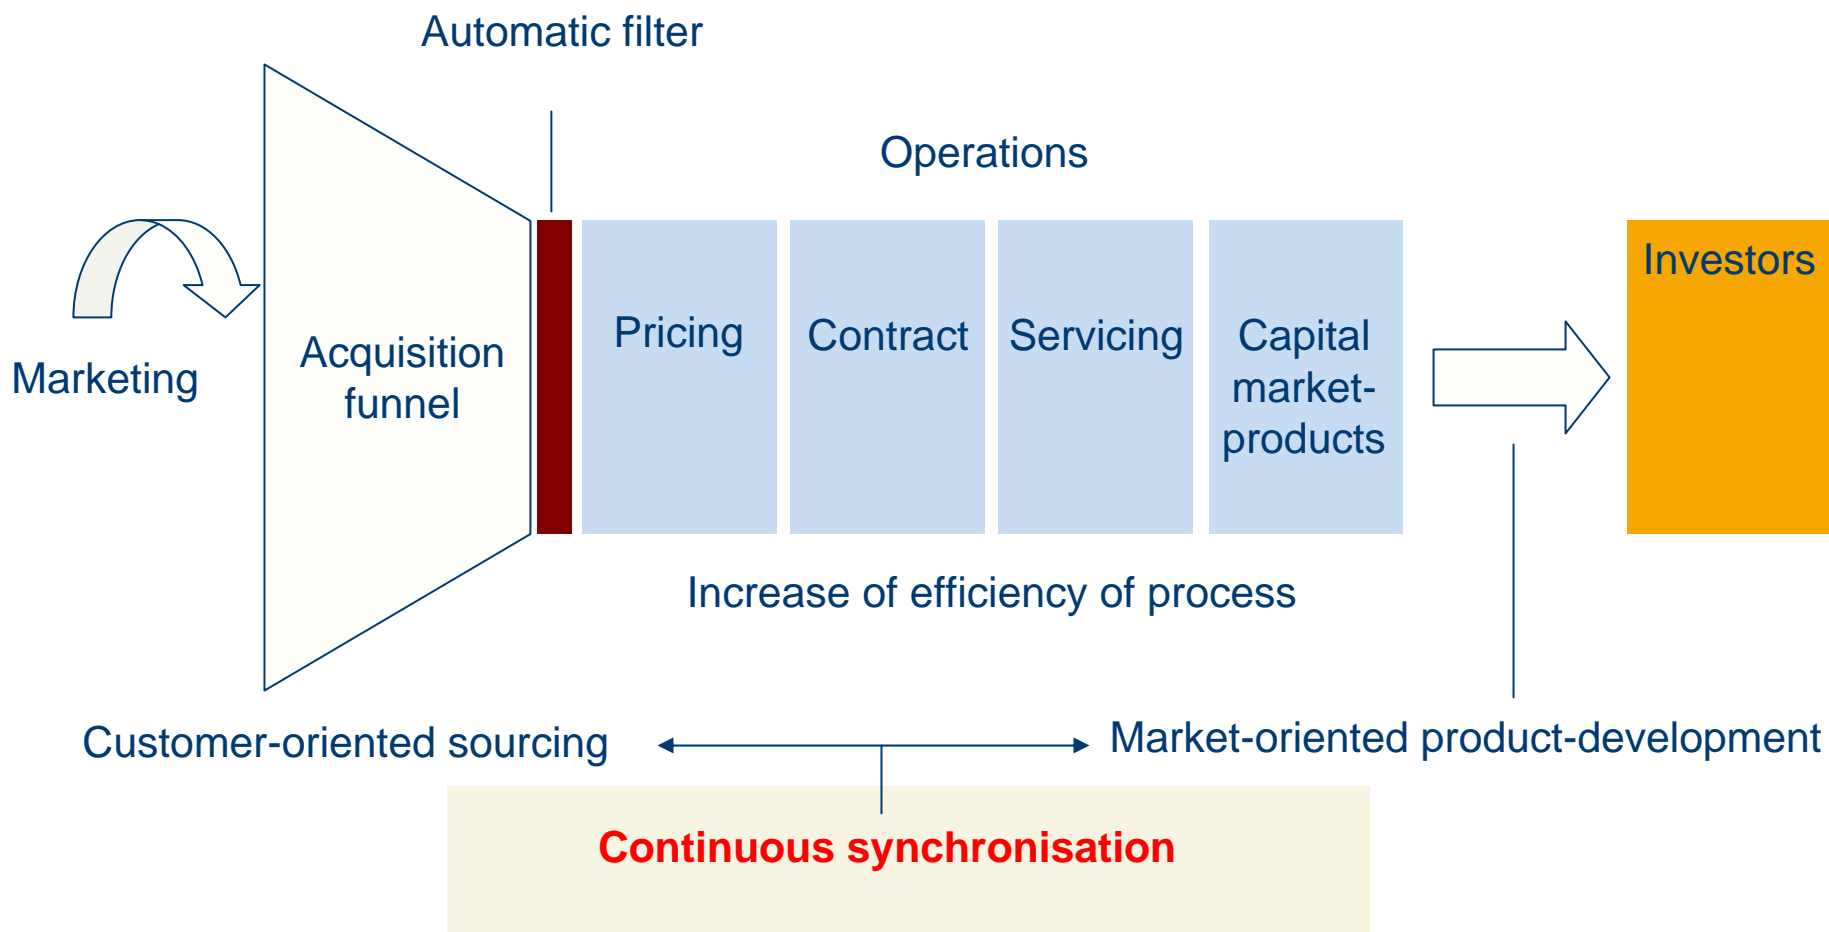 Automatic filter
Operations
Marketing
Acquisition
funnel
Pricing
Contract
Servicing
Capital
market-
products
Investors
Increase of efficiency of process
Customer-oriented sourcing
Market-oriented product-development
Continuous synchronisation